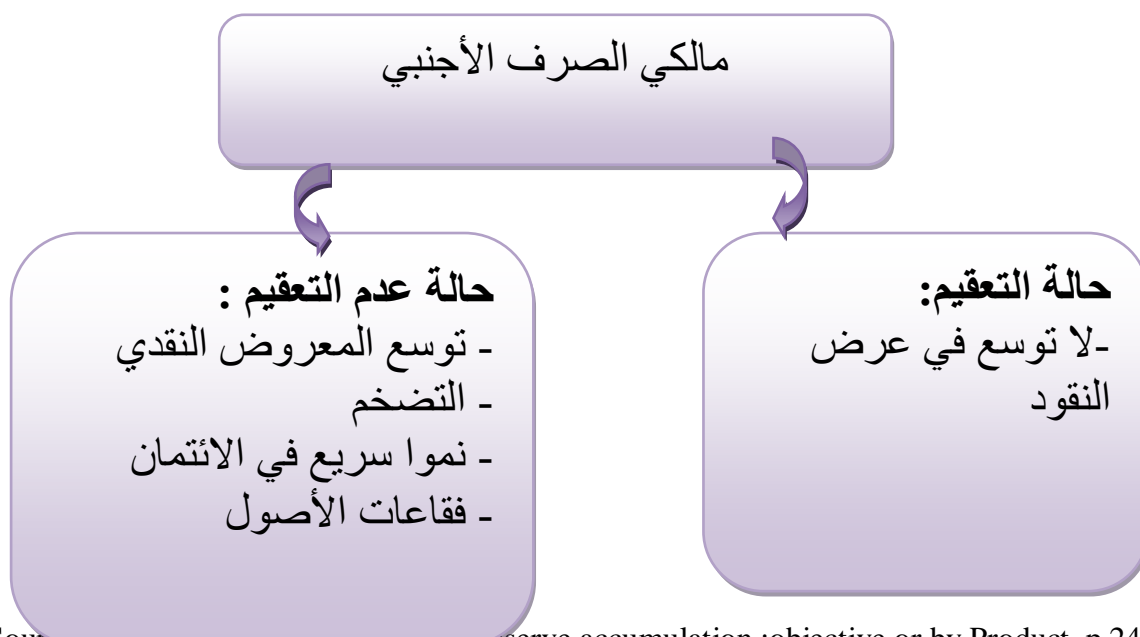 مالكي الصرف الأجنبي
حالة التعقيم:
-لا توسع في عرض
النقود
حالة عدم التعقيم :
- توسع المعروض النقدي
- التضخم
- نموا سريع في الائتمان
- فقاعات الأصول
accumulation :objective or by Product, p 24